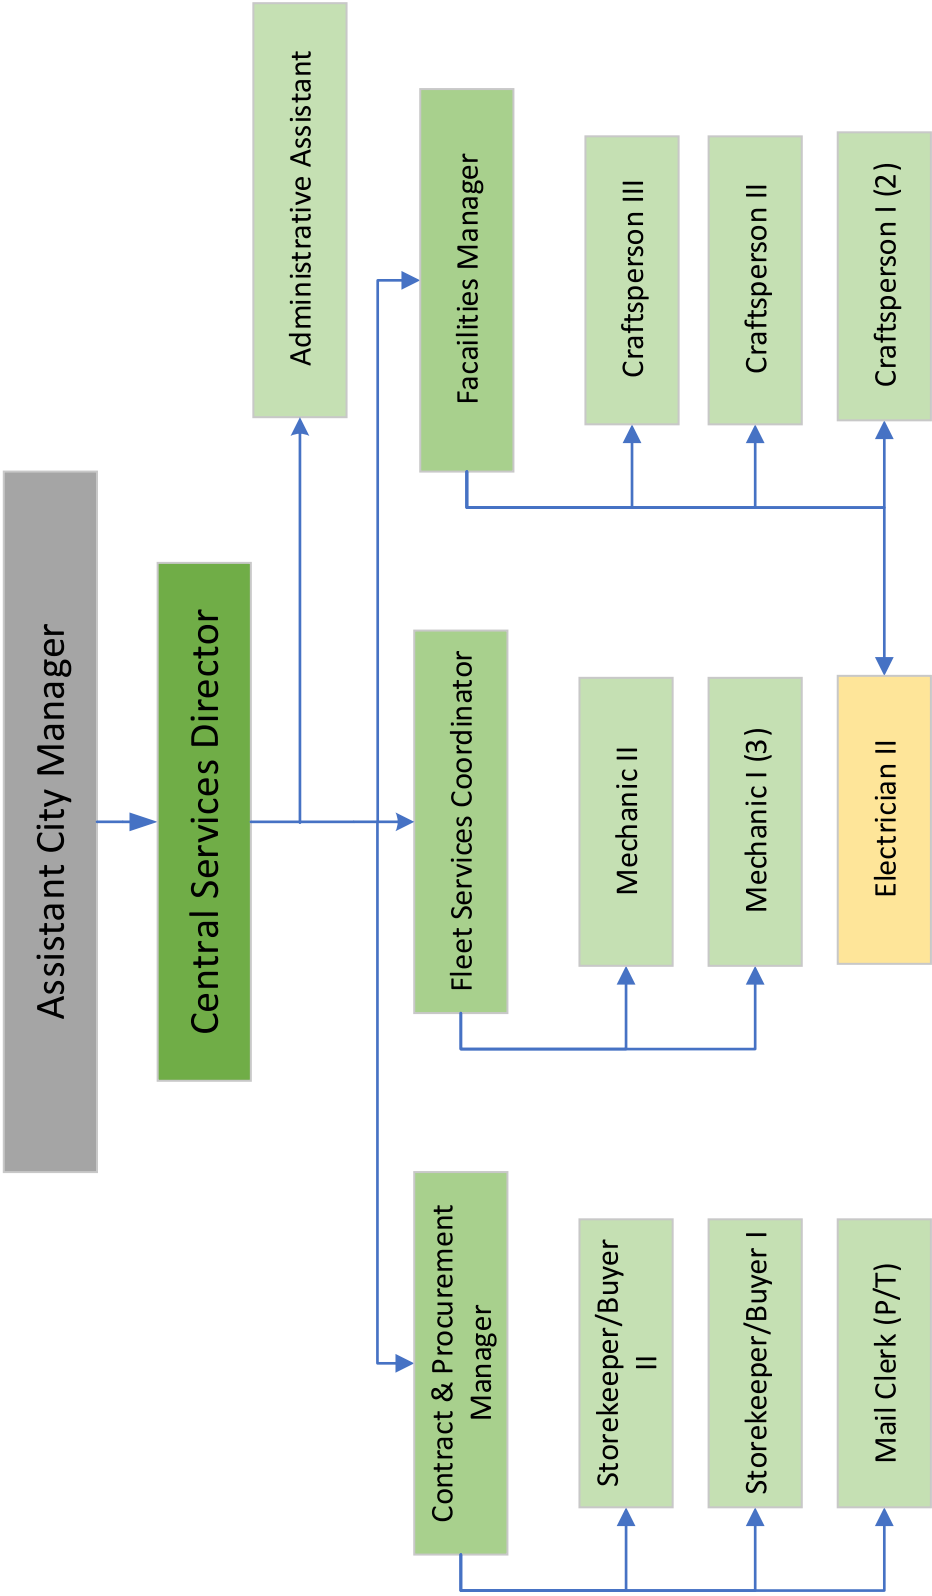 Assistant City Manager
Central Services Director
Administrative Assistant
Contract & Procurement
Manager
Fleet Services Coordinator
Facailities Manager
Storekeeper/Buyer
II
Mechanic II
Craftsperson III
Storekeeper/Buyer I
Mechanic I (3)
Craftsperson II
Mail Clerk (P/T)
Electrician II
Craftsperson I (2)